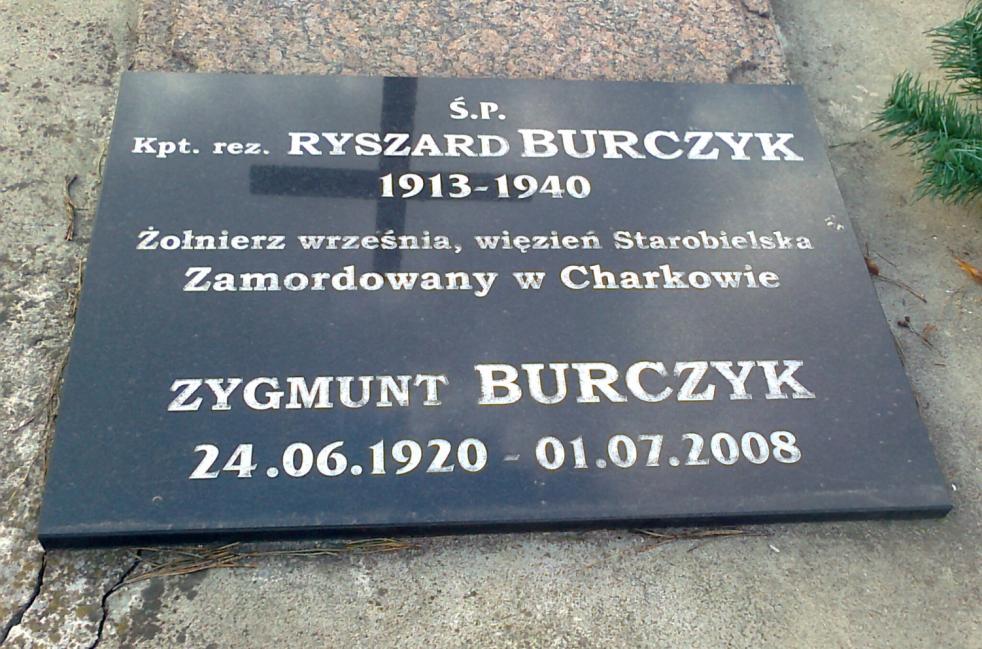 Ś.P.
Kpt. rez. RYSZARD BURCZYK
1913-1940
Żołnierz września, więzień Starobielska
Zamordowany w Charkowie
ZYGMUNT BURCZYK
24.06.1920 - 01.07.2008